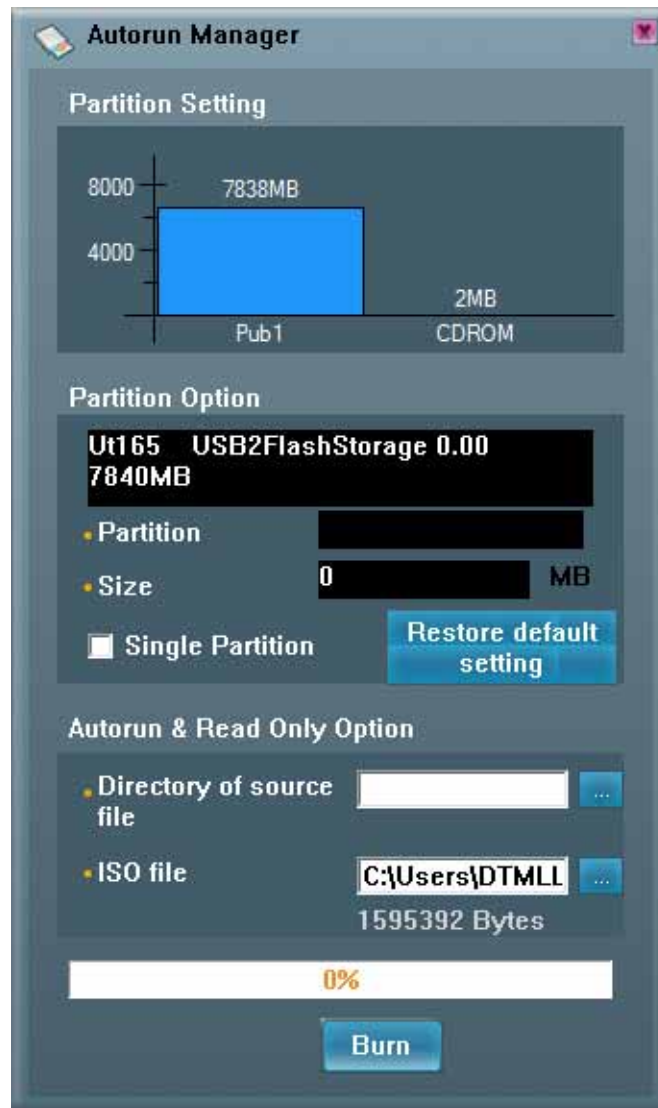 Autorun Manager
Partition Setting
8000
7838MB
4000
2MB
Pub1
CDROM
Partition Option
Ut165 USB2FlashStorage 0.00
7840MB
Partition
Size
0
MB
Single Partition
Restore default
setting
Autorun & Read Only Option
Directory of source
file
...
ISO file
C:\Users\DTMLL
...
1595392 Bytes
0%
Burn